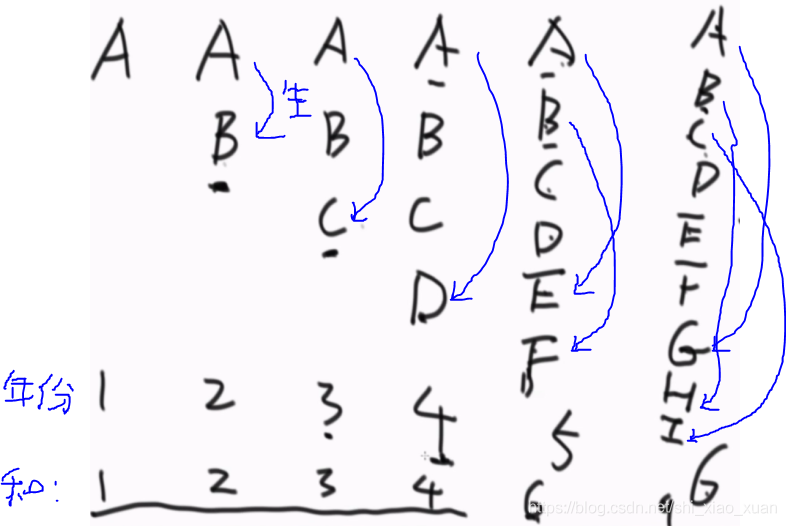 A A A A A A
B 生 B B B B
C C C C
D D D
E E
F F
G
H
I
年份 1 2 3 4 5 6
和: 1 2 3 4 6 9
https://blog.csdn.net/shi_xiao_xuan